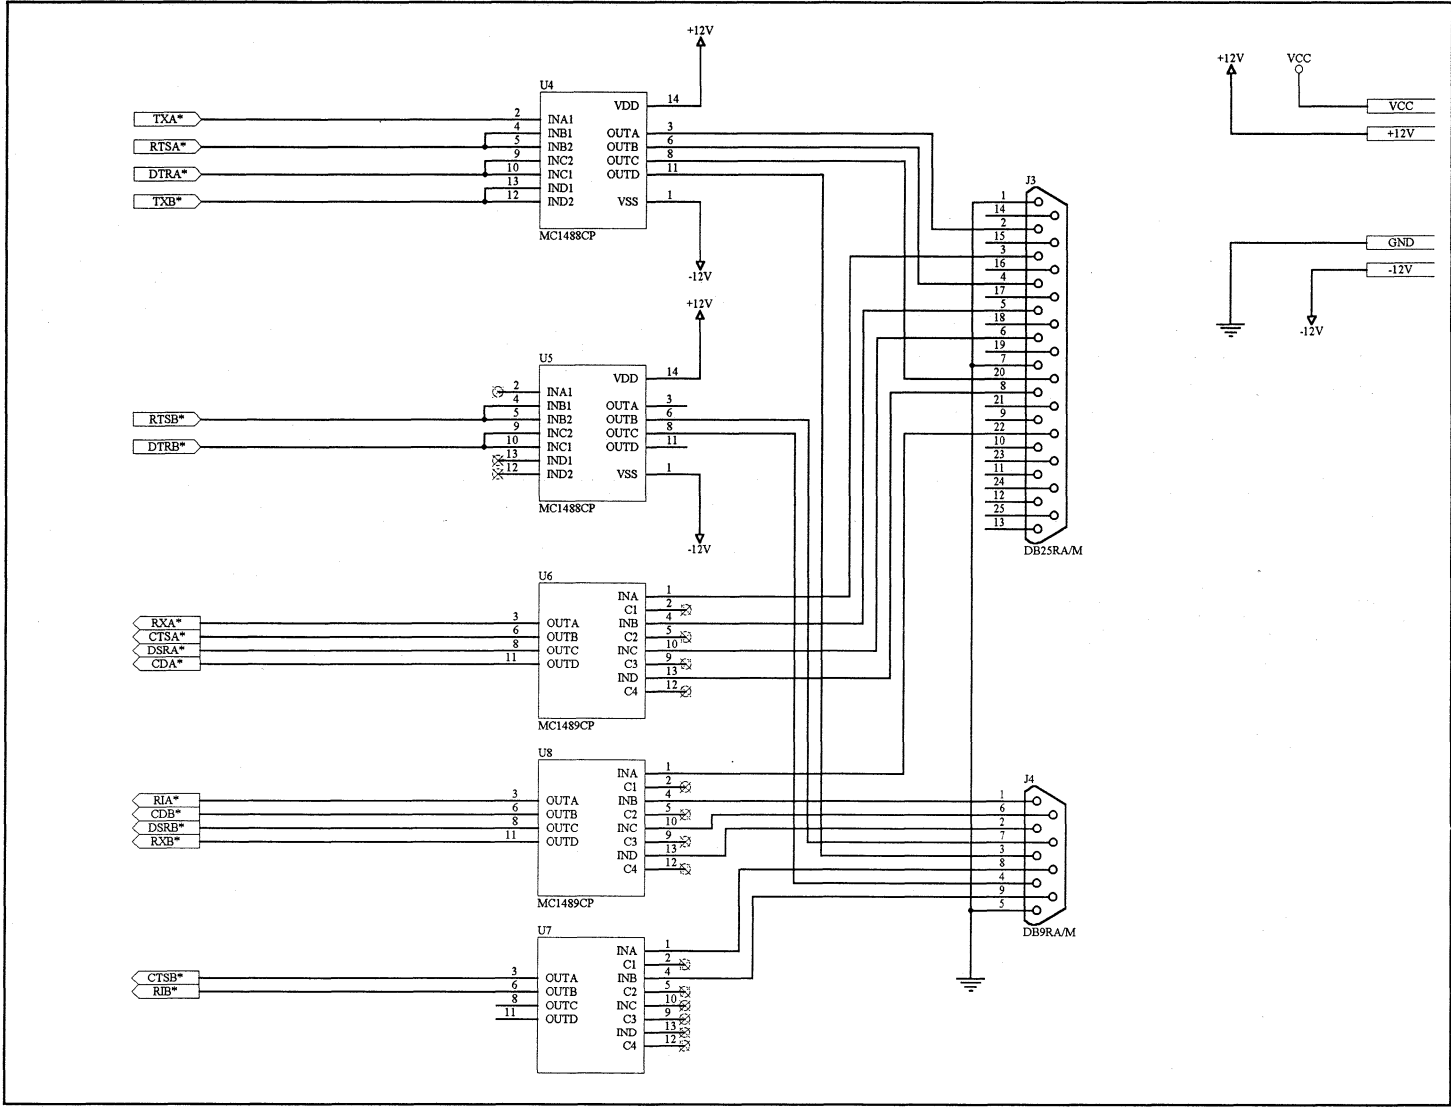 +12V
U4
VDD 14
TXA* 2 INA1
4 INB1 OUTA 3
RTSA* 5 INB2 OUTB 6
9 INC2 OUTC 8
DTRA* 10 INC1 OUTD 11
13 IND1
TXB* 12 IND2 VSS 1
MC1488CP
-12V
+12V
U5
VDD 14
2 INA1
4 INB1 OUTA 3
RTSB* 5 INB2 OUTB 6
9 INC2 OUTC 8
DTRB* 10 INC1 OUTD 11
13 IND1
12 IND2 VSS 1
MC1488CP
-12V
U6
INA 1
C1 2
RXA* 3 OUTA INB 4
CTSA* 6 OUTB C2 5
DSRA* 8 OUTC INC 10
CDA* 11 OUTD C3 9
IND 13
C4 12
MC1489CP
U8
INA 1
C1 2
RIA* 3 OUTA INB 4
CDB* 6 OUTB C2 5
DSRB* 8 OUTC INC 10
RXB* 11 OUTD C3 9
IND 13
C4 12
MC1489CP
U7
INA 1
C1 2
CTSB* 3 OUTA INB 4
RIB* 6 OUTB C2 5
8 OUTC INC 10
11 OUTD C3 9
IND 13
C4 12
J3
1
14
2
15
3
16
4
17
5
18
6
19
7
20
8
21
9
22
10
23
11
24
12
25
13
DB25RA/M
J4
1
6
2
7
3
8
4
9
5
DB9RA/M
+12V
VCC
VCC
+12V
GND
-12V
-12V